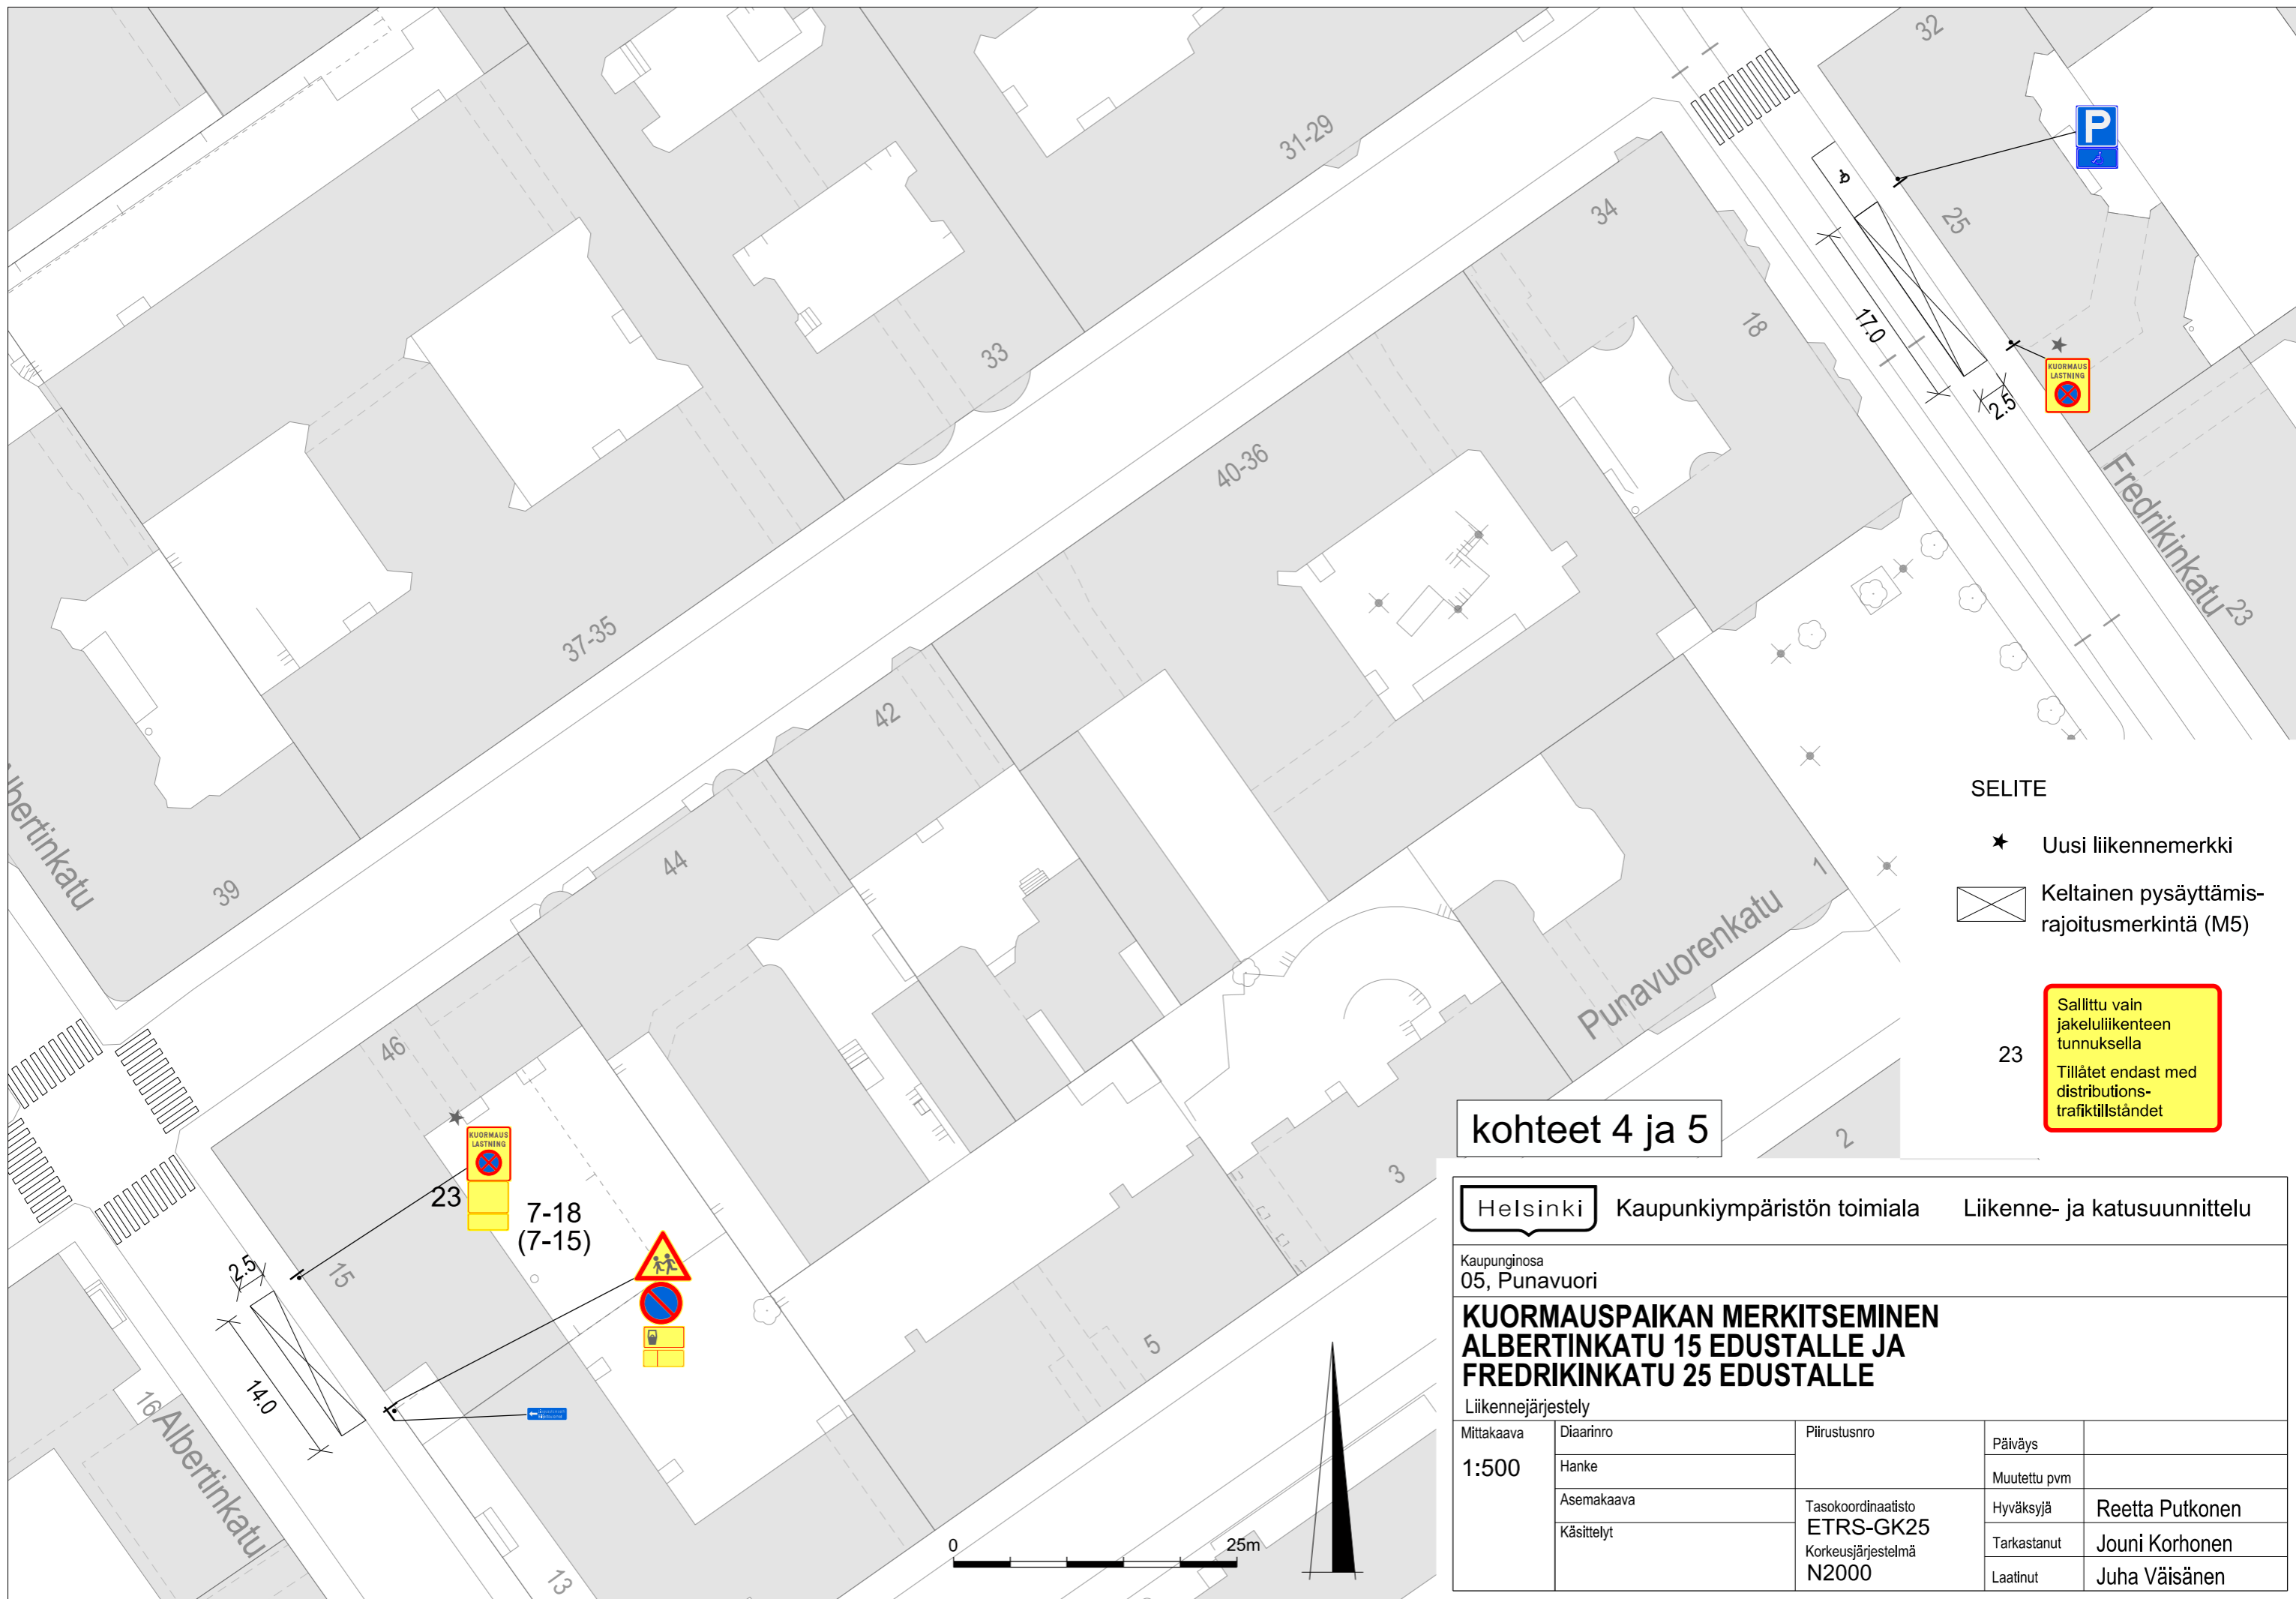 32
31-29
P
34
25
33
18
17.0
KUORMAUS
LASTNING
2.5
40-36
Fredrikinkatu
23
37-35
42
SELITE
Uusi liikennemerkki
Keltainen pysäyttämis-
rajoitusmerkintä (M5)
44
1
39
Punavuorenkatu
Sallittu vain
jakeluliikenteen
tunnuksella
23
Tillåtet endast med
distributions-
trafiktillståndet
46
kohteet 4 ja 5
2
KUORMAUS
LASTNING
3
23
7-18
(7-15)
2.5
15
5
14.0
16
Albertinkatu
13
0
25m
Helsinki
Kaupunkiympäristön toimiala
Liikenne- ja katusuunnittelu
Kaupunginosa
05, Punavuori
KUORMAUSPAIKAN MERKITSEMINEN
ALBERTINKATU 15 EDUSTALLE JA
FREDRIKINKATU 25 EDUSTALLE
Liikennejärjestely
Mittakaava
1:500
Diaarinro
Hanke
Asemakaava
Käsittelyt
Piirustusnro
Tasokoordinaatisto
ETRS-GK25
Korkeusjärjestelmä
N2000
Päiväys
Muutettu pvm
Hyväksyjä
Reetta Putkonen
Tarkastanut
Jouni Korhonen
Laatinut
Juha Väisänen